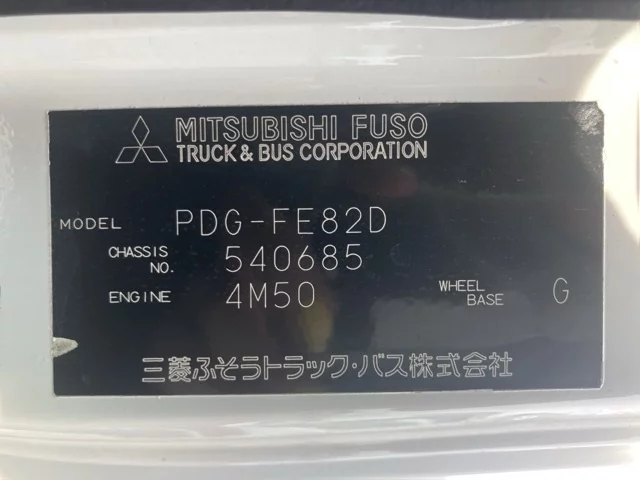 MITSUBISHI FUSO
TRUCK & BUS CORPORATION
MODEL PDG-FE82D
CHASSIS NO. 540685
ENGINE 4M50 WHEEL BASE G
三菱ふそうトラック・バス株式会社